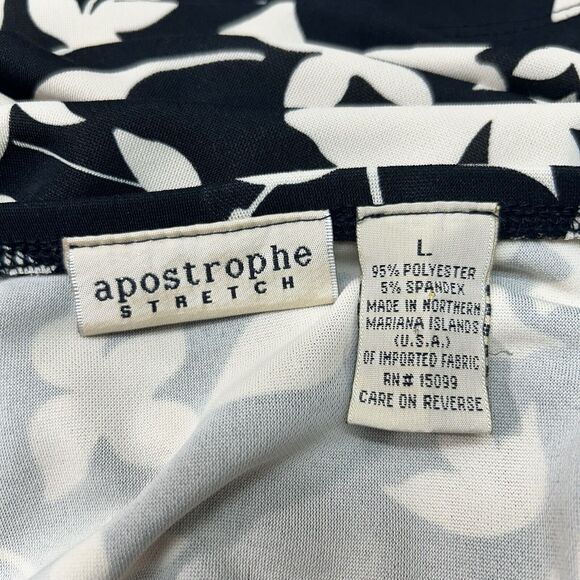 apostrophe
STRETCH
L
95% POLYESTER
5% SPANDEX
MADE IN NORTHERN
MARIANA ISLANDS
(U.S.A.)
OF IMPORTED FABRIC
RN# 15099
CARE ON REVERSE